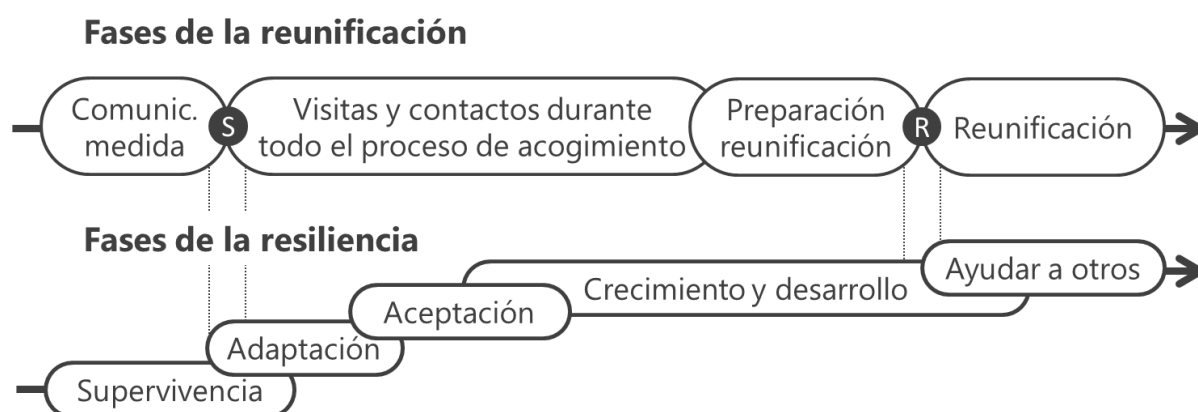 Fases de la reunificación
Comunic.
medida
S
Visitas y contactos durante
todo el proceso de acogimiento
Preparación
reunificación
R
Reunificación
Fases de la resiliencia
Ayudar a otros
Crecimiento y desarrollo
Aceptación
Adaptación
Supervivencia